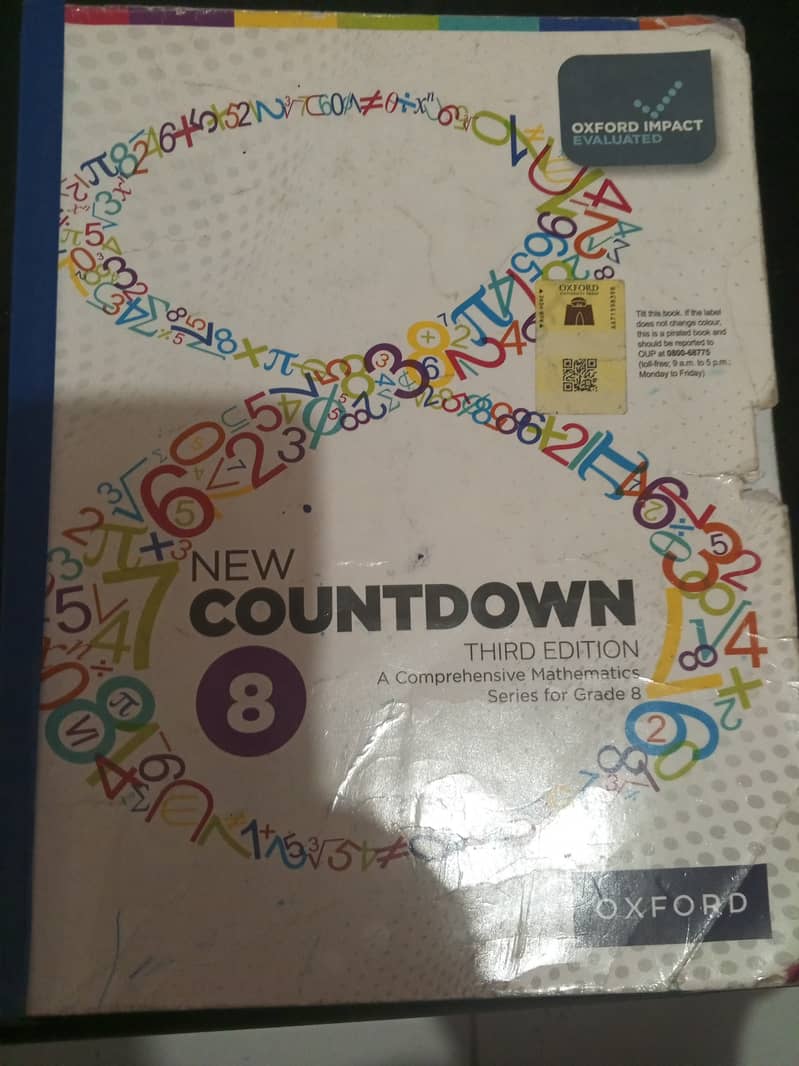 OXFORD IMPACT
EVALUATED
OXFORD
UNIVERSITY PRESS
Tilt this book. If the label
does not change colour,
this is a pirated book and
should be reported to
OUP at 0800-68775
(toll-free; 9 a.m. to 5 p.m.;
Monday to Friday)
NEW
COUNTDOWN
THIRD EDITION
8
A Comprehensive Mathematics
Series for Grade 8
OXFORD